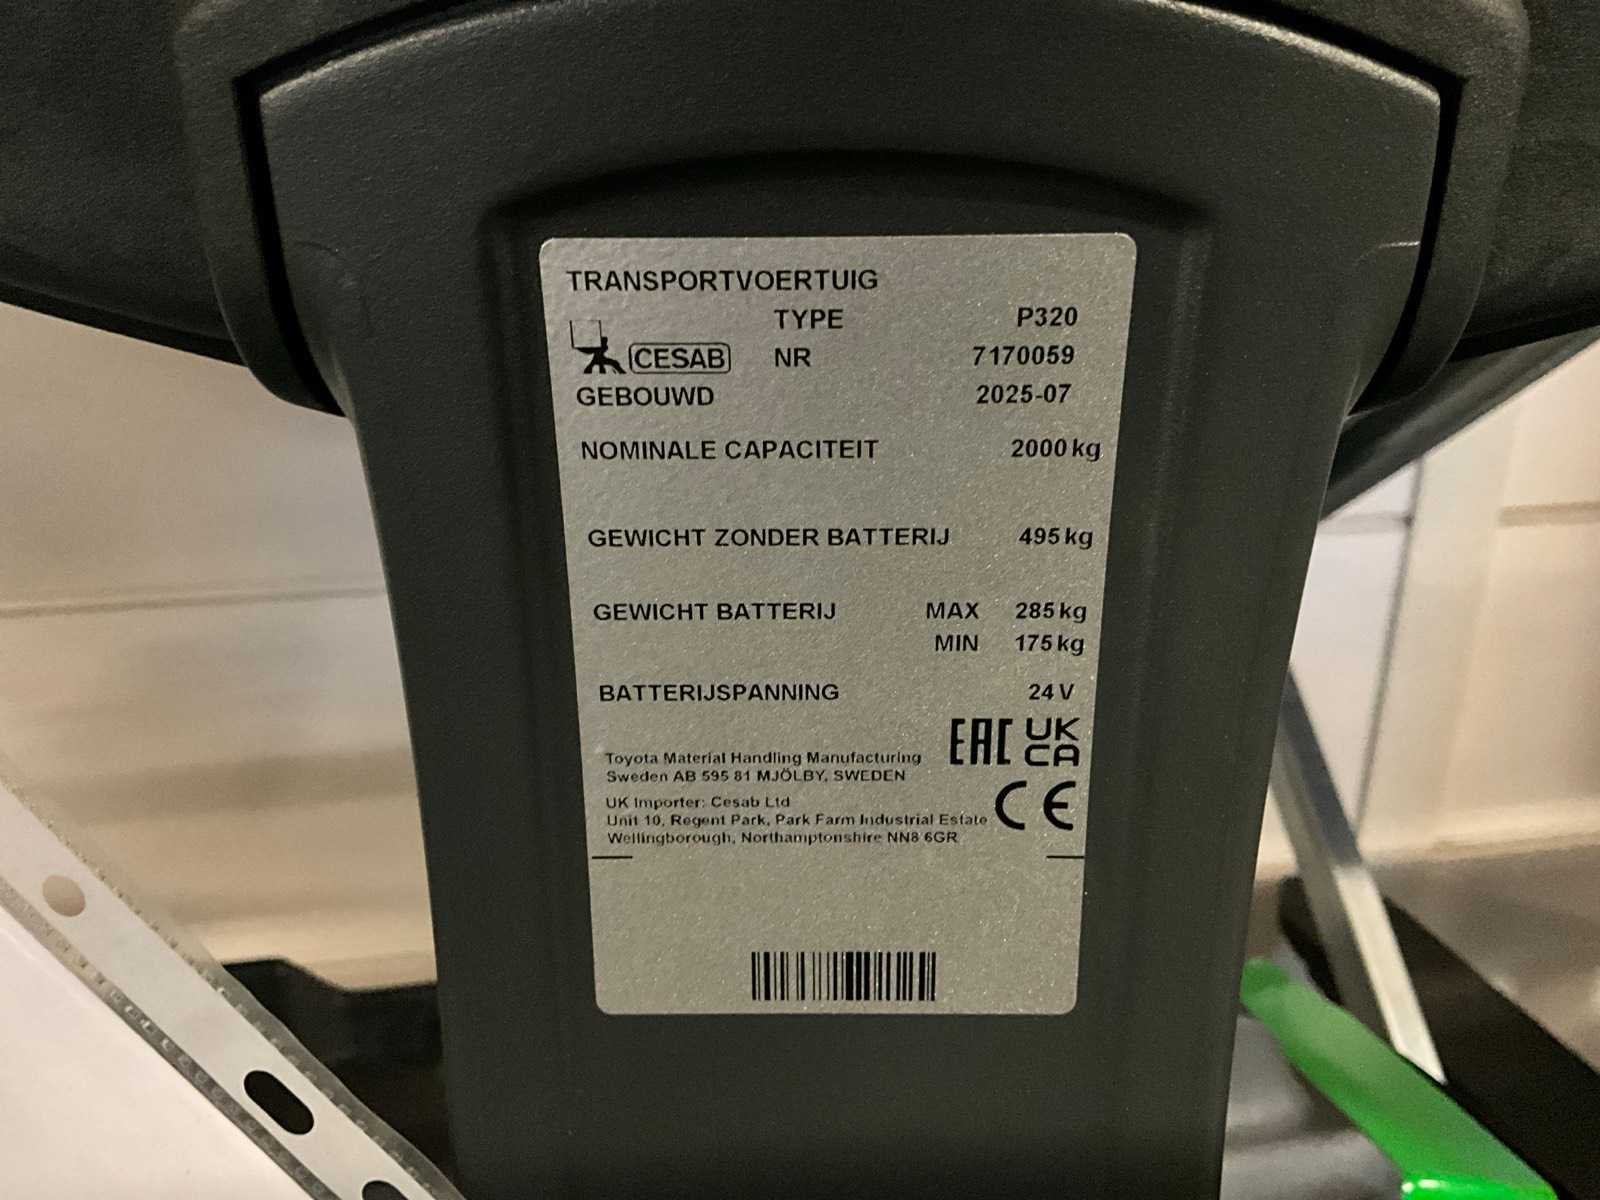 TRANSPORTVOERTUIG
TYPE P320
CESAB NR 7170059
GEBOUWD 2025-07
NOMINALE CAPACITEIT 2000 kg
GEWICHT ZONDER BATTERIJ 495 kg
GEWICHT BATTERIJ MAX 285 kg
MIN 175 kg
BATTERIJSPANNING 24 V
EAC UK
CA
Toyota Material Handling Manufacturing
Sweden AB 595 81 MJÖLBY, SWEDEN
CE
UK Importer: Cesab Ltd
Unit 10, Regent Park, Park Farm Industrial Estate
Wellingborough, Northamptonshire NN8 6GR